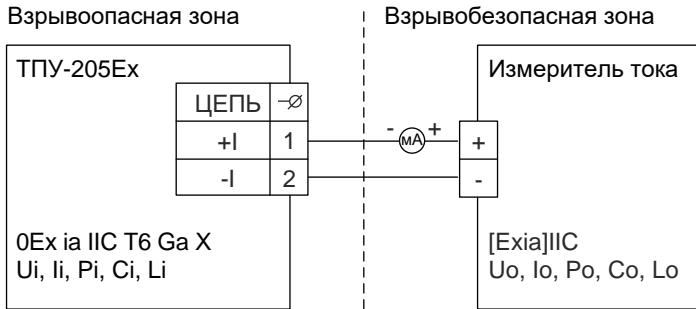 Взрывоопасная зона
Взрывобезопасная зона
ТПУ-205Ex
Измеритель тока
ЦЕПЬ
+I 1
- мА + +
-I 2
-
0Ex ia IIC T6 Ga X
Ui, Ii, Pi, Ci, Li
[Exia]IIC
Uo, Io, Po, Co, Lo